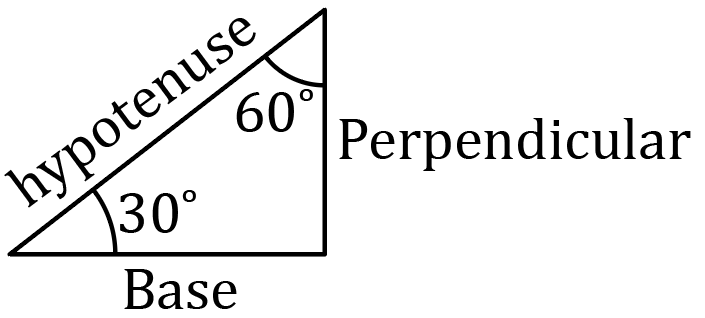 hypotenuse
60°
Perpendicular
30°
Base